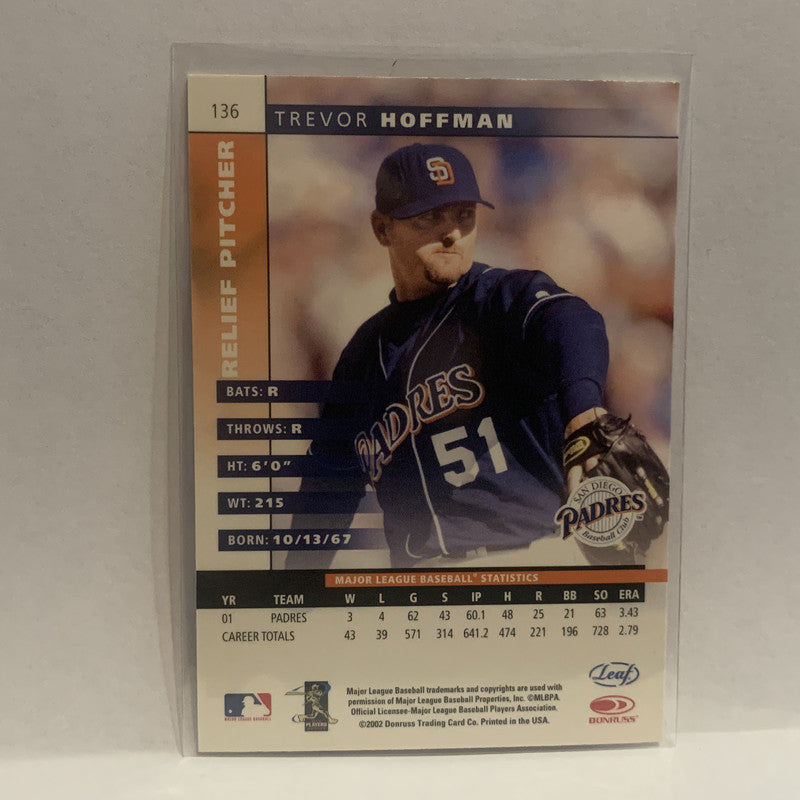 136
TREVOR HOFFMAN
RELIEF PITCHER
SD
BATS: R
THROWS: R
HT: 6'0"
WT: 215
BORN: 10/13/67
PADRES
51
SAN DIEGO
PADRES
Baseball Club
MAJOR LEAGUE BASEBALL® STATISTICS
YR TEAM W L G S IP H R BB SO ERA
01 PADRES 3 4 62 43 60.1 48 25 21 63 3.43
CAREER TOTALS 43 39 571 314 641.2 474 221 196 728 2.79
Major League Baseball trademarks and copyrights are used with
permission of Major League Baseball Properties, Inc. ©MLBPA.
Official Licensee-Major League Baseball Players Association.
©2002 Donruss Trading Card Co. Printed in the USA.
MAJOR LEAGUE BASEBALL
PLAYERS
Leaf
DONRUSS